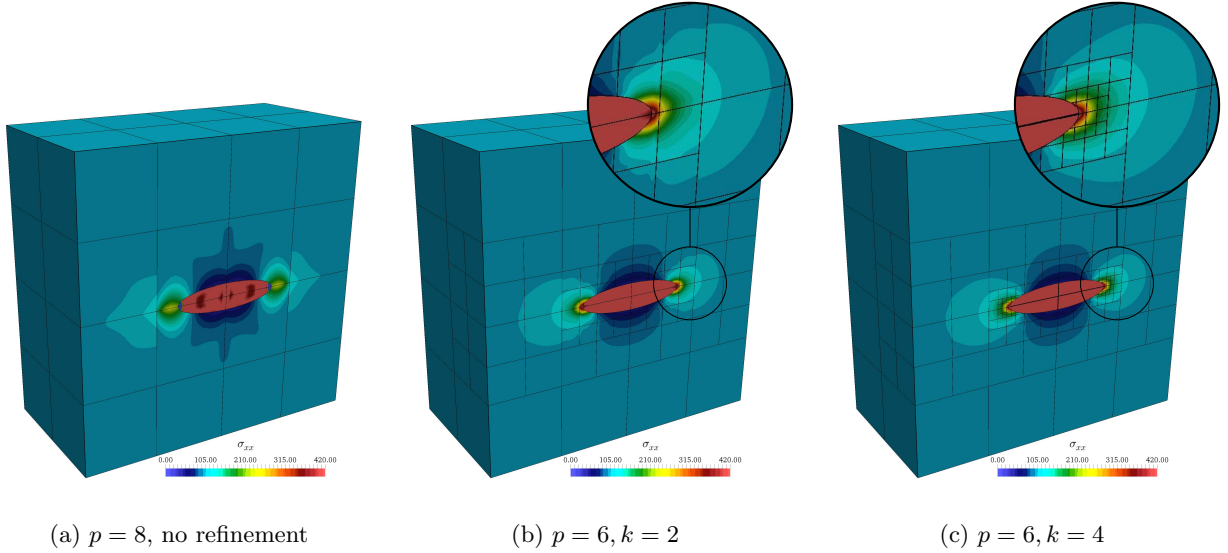 σxx
0.00 105.00 210.00 315.00 420.00
σxx
0.00 105.00 210.00 315.00 420.00
σxx
0.00 105.00 210.00 315.00 420.00
(a) p = 8, no refinement
(b) p = 6, k = 2
(c) p = 6, k = 4